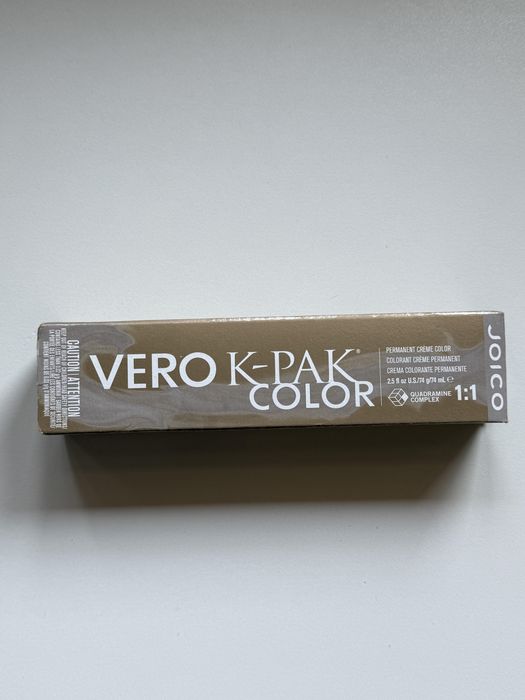 VERO K-PAK®
COLOR
PERMANENT CRÈME COLOR
COLORANT CRÈME PERMANENT
CREMA COLORANTE PERMANENTE
2.5 fl oz U.S./74 g/74 mL ℮
QUADRAMINE
COMPLEX
1:1
JOICO
CAUTION/ATTENTION